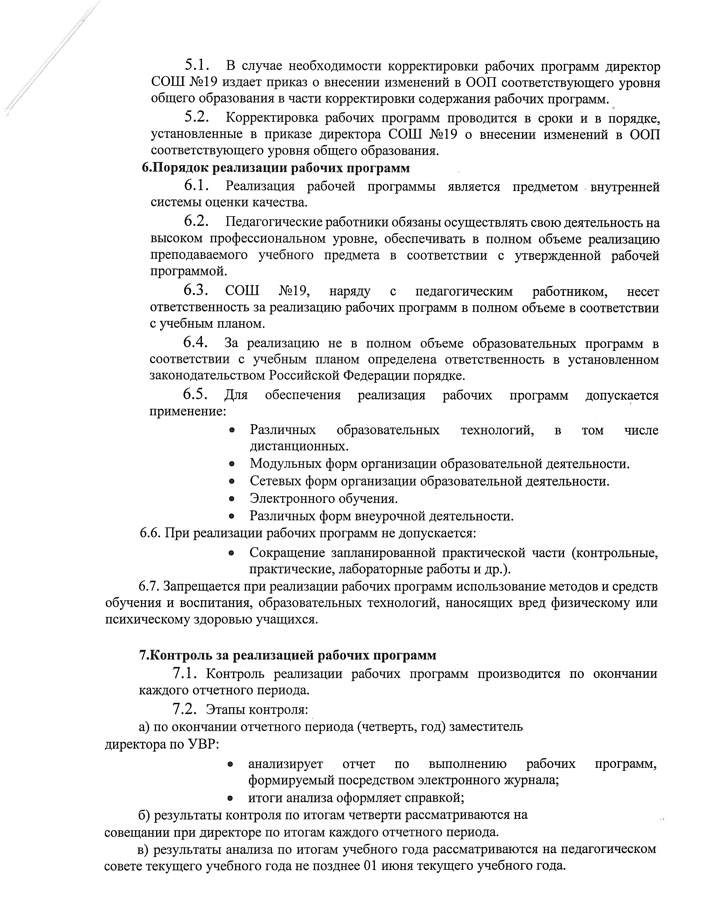 5.1. В случае необходимости корректировки рабочих программ директор
СОШ №19 издает приказ о внесении изменений в ООП соответствующего уровня
общего образования в части корректировки содержания рабочих программ.
5.2. Корректировка рабочих программ проводится в сроки и в порядке,
установленные в приказе директора СОШ №19 о внесении изменений в ООП
соответствующего уровня общего образования.
6.Порядок реализации рабочих программ
6.1. Реализация рабочей программы является предметом внутренней
системы оценки качества.
6.2. Педагогические работники обязаны осуществлять свою деятельность на
высоком профессиональном уровне, обеспечивать в полном объеме реализацию
преподаваемого учебного предмета в соответствии с утвержденной рабочей
программой.
6.3. СОШ №19, наряду с педагогическим работником, несет
ответственность за реализацию рабочих программ в полном объеме в соответствии
с учебным планом.
6.4. За реализацию не в полном объеме образовательных программ в
соответствии с учебным планом определена ответственность в установленном
законодательством Российской Федерации порядке.
6.5. Для обеспечения реализация рабочих программ допускается
применение:
• Различных образовательных технологий, в том числе
дистанционных.
• Модульных форм организации образовательной деятельности.
• Сетевых форм организации образовательной деятельности.
• Электронного обучения.
• Различных форм внеурочной деятельности.
6.6. При реализации рабочих программ не допускается:
• Сокращение запланированной практической части (контрольные,
практические, лабораторные работы и др.).
6.7. Запрещается при реализации рабочих программ использование методов и средств
обучения и воспитания, образовательных технологий, наносящих вред физическому или
психическому здоровью учащихся.
7.Контроль за реализацией рабочих программ
7.1. Контроль реализации рабочих программ производится по окончании
каждого отчетного периода.
7.2. Этапы контроля:
а) по окончании отчетного периода (четверть, год) заместитель
директора по УВР:
• анализирует отчет по выполнению рабочих программ,
формируемый посредством электронного журнала;
• итоги анализа оформляет справкой;
б) результаты контроля по итогам четверти рассматриваются на
совещании при директоре по итогам каждого отчетного периода.
в) результаты анализа по итогам учебного года рассматриваются на педагогическом
совете текущего учебного года не позднее 01 июня текущего учебного года.